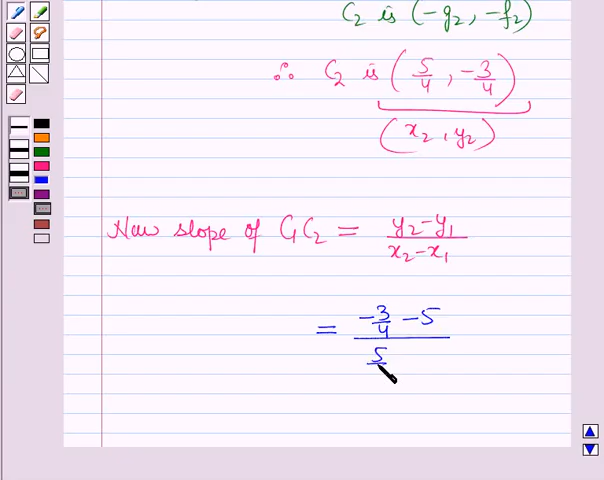 C2 is (-g2, -f2)
∴ C2 is (5/4, -3/4)
(x2, y2)
Now slope of C1C2 = y2-y1/x2-x1
= -3/4 -5/5